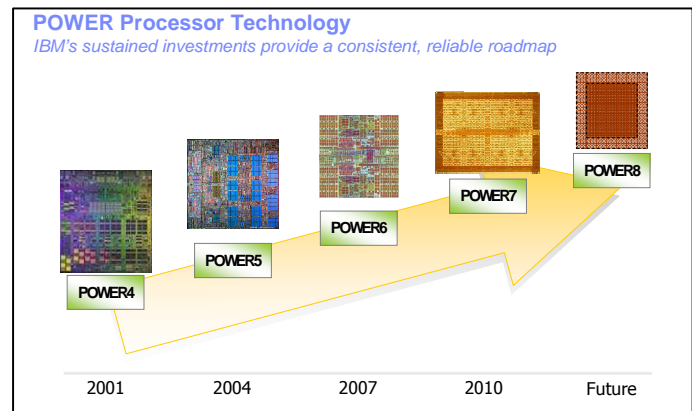 POWER Processor Technology
IBM's sustained investments provide a consistent, reliable roadmap
POWER4
POWER5
POWER6
POWER7
POWER8
2001
2004
2007
2010
Future